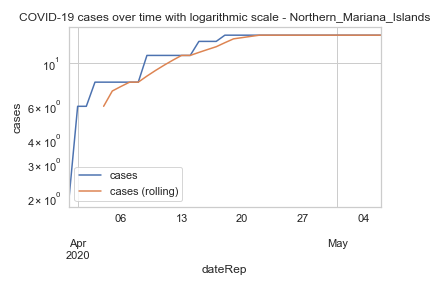 COVID-19 cases over time with logarithmic scale - Northern_Mariana_Islands
cases
10¹
6 × 10⁰
4 × 10⁰
3 × 10⁰
2 × 10⁰
cases
cases (rolling)
06 13 20 27 04
Apr May
2020
dateRep